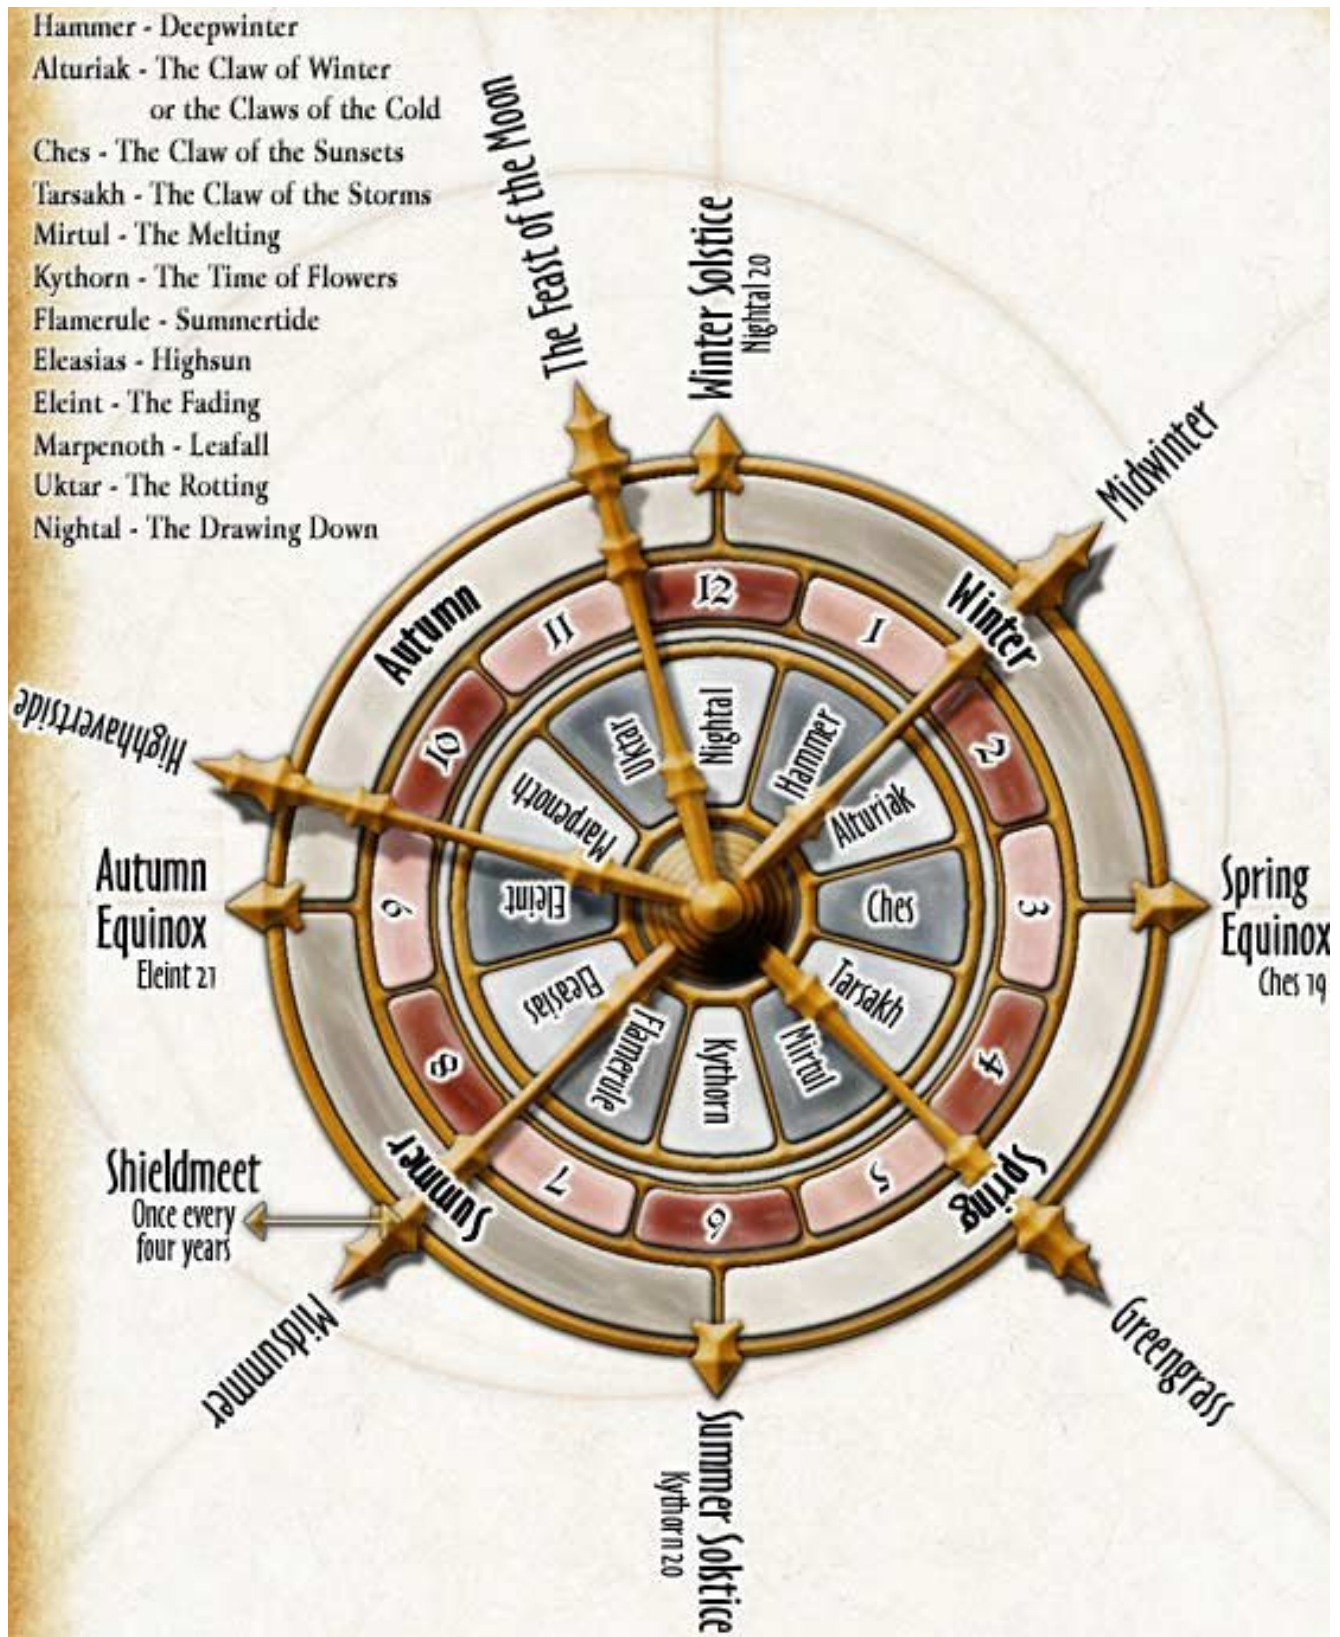 Hammer - Deepwinter
Alturiak - The Claw of Winter
or the Claws of the Cold
Ches - The Claw of the Sunsets
Tarsakh - The Claw of the Storms
Mirtul - The Melting
Kythorn - The Time of Flowers
Flamerule - Summertide
Eleasias - Highsun
Eleint - The Fading
Marpenoth - Leafall
Uktar - The Rotting
Nightal - The Drawing Down
The Feast of the Moon
Winter Solstice
Nightal 20
Midwinter
Spring
Equinox
Ches 19
Greengrass
Summer Solstice
Kythorn 20
Midsummer
Shieldmeet
Once every
four years
Autumn
Equinox
Eleint 21
Highhavertside
Winter
Spring
Summer
Autumn
12
1
2
3
4
5
6
7
8
9
10
11
Nightal
Hammer
Alturiak
Ches
Tarsakh
Mirtul
Kythorn
Flamerule
Eleasias
Eleint
Marpenoth
Uktar